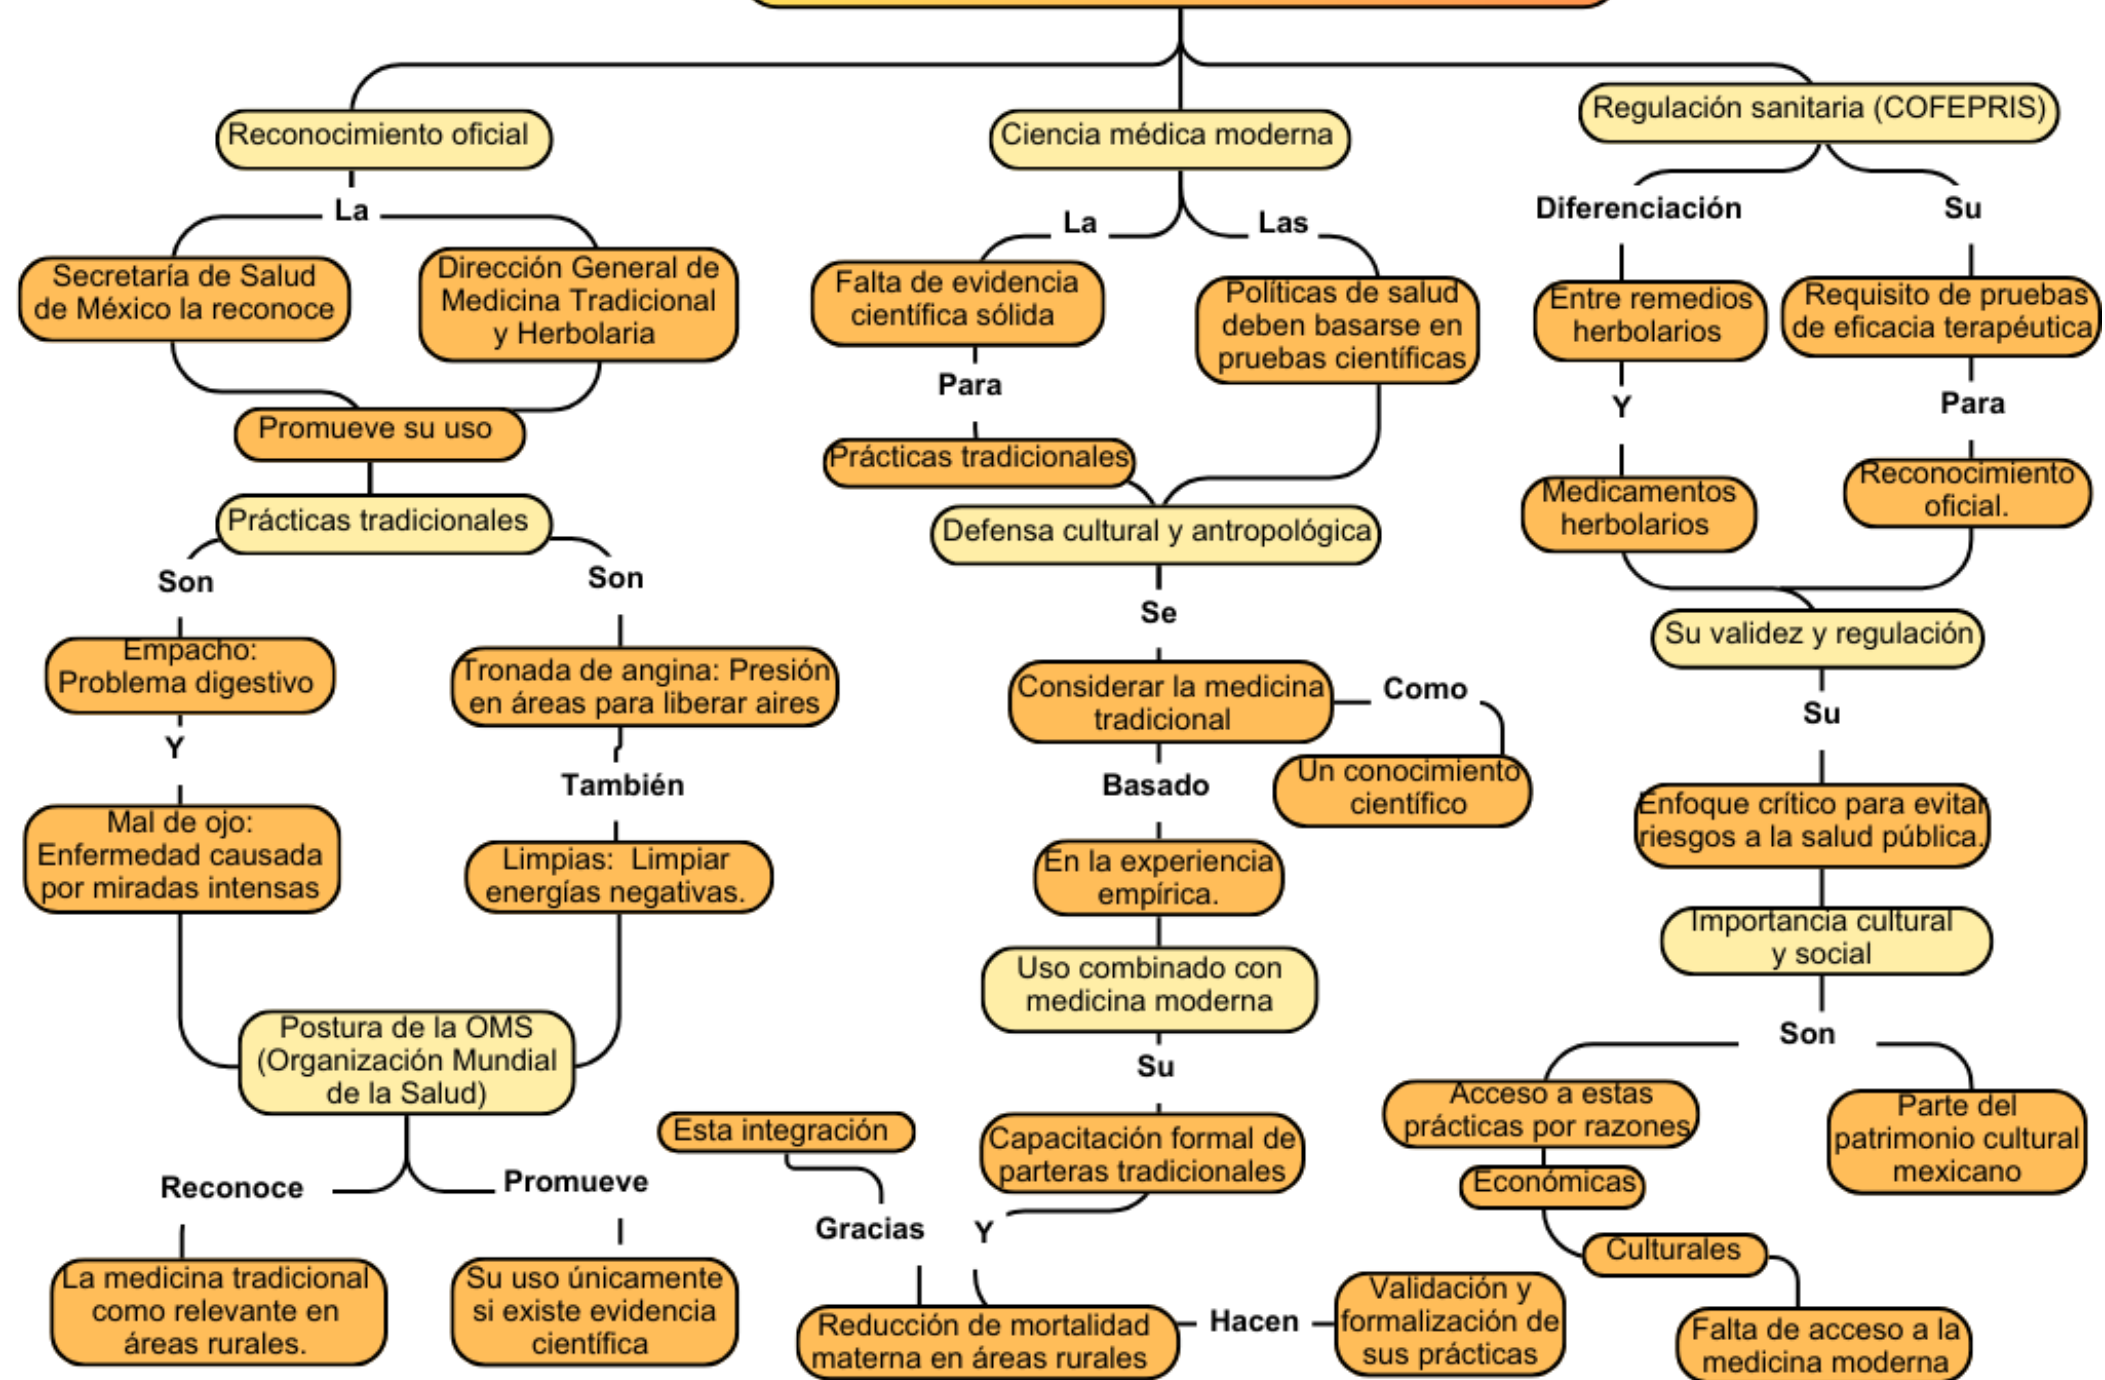 Reconocimiento oficial
La
Secretaría de Salud
de México la reconoce
Dirección General de
Medicina Tradicional
y Herbolaria
Promueve su uso
Prácticas tradicionales
Son
Empacho:
Problema digestivo
Y
Mal de ojo:
Enfermedad causada
por miradas intensas
Son
Tronada de angina: Presión
en áreas para liberar aires
También
Limpias:  Limpiar
energías negativas.
Postura de la OMS
(Organización Mundial
de la Salud)
Reconoce
La medicina tradicional
como relevante en
áreas rurales.
Promueve
Su uso únicamente
si existe evidencia
científica
Ciencia médica moderna
La
Falta de evidencia
científica sólida
Para
Prácticas tradicionales
Las
Políticas de salud
deben basarse en
pruebas científicas
Defensa cultural y antropológica
Se
Considerar la medicina
tradicional
Como
Un conocimiento
científico
Basado
En la experiencia
empírica.
Uso combinado con
medicina moderna
Su
Capacitación formal de
parteras tradicionales
Y
Esta integración
Gracias
Reducción de mortalidad
materna en áreas rurales
Hacen
Validación y
formalización de
sus prácticas
Regulación sanitaria (COFEPRIS)
Diferenciación
Entre remedios
herbolarios
Y
Medicamentos
herbolarios
Su
Requisito de pruebas
de eficacia terapéutica
Para
Reconocimiento
oficial.
Su validez y regulación
Su
Enfoque crítico para evitar
riesgos a la salud pública.
Importancia cultural
y social
Son
Acceso a estas
prácticas por razones
Económicas
Culturales
Falta de acceso a la
medicina moderna
Parte del
patrimonio cultural
mexicano